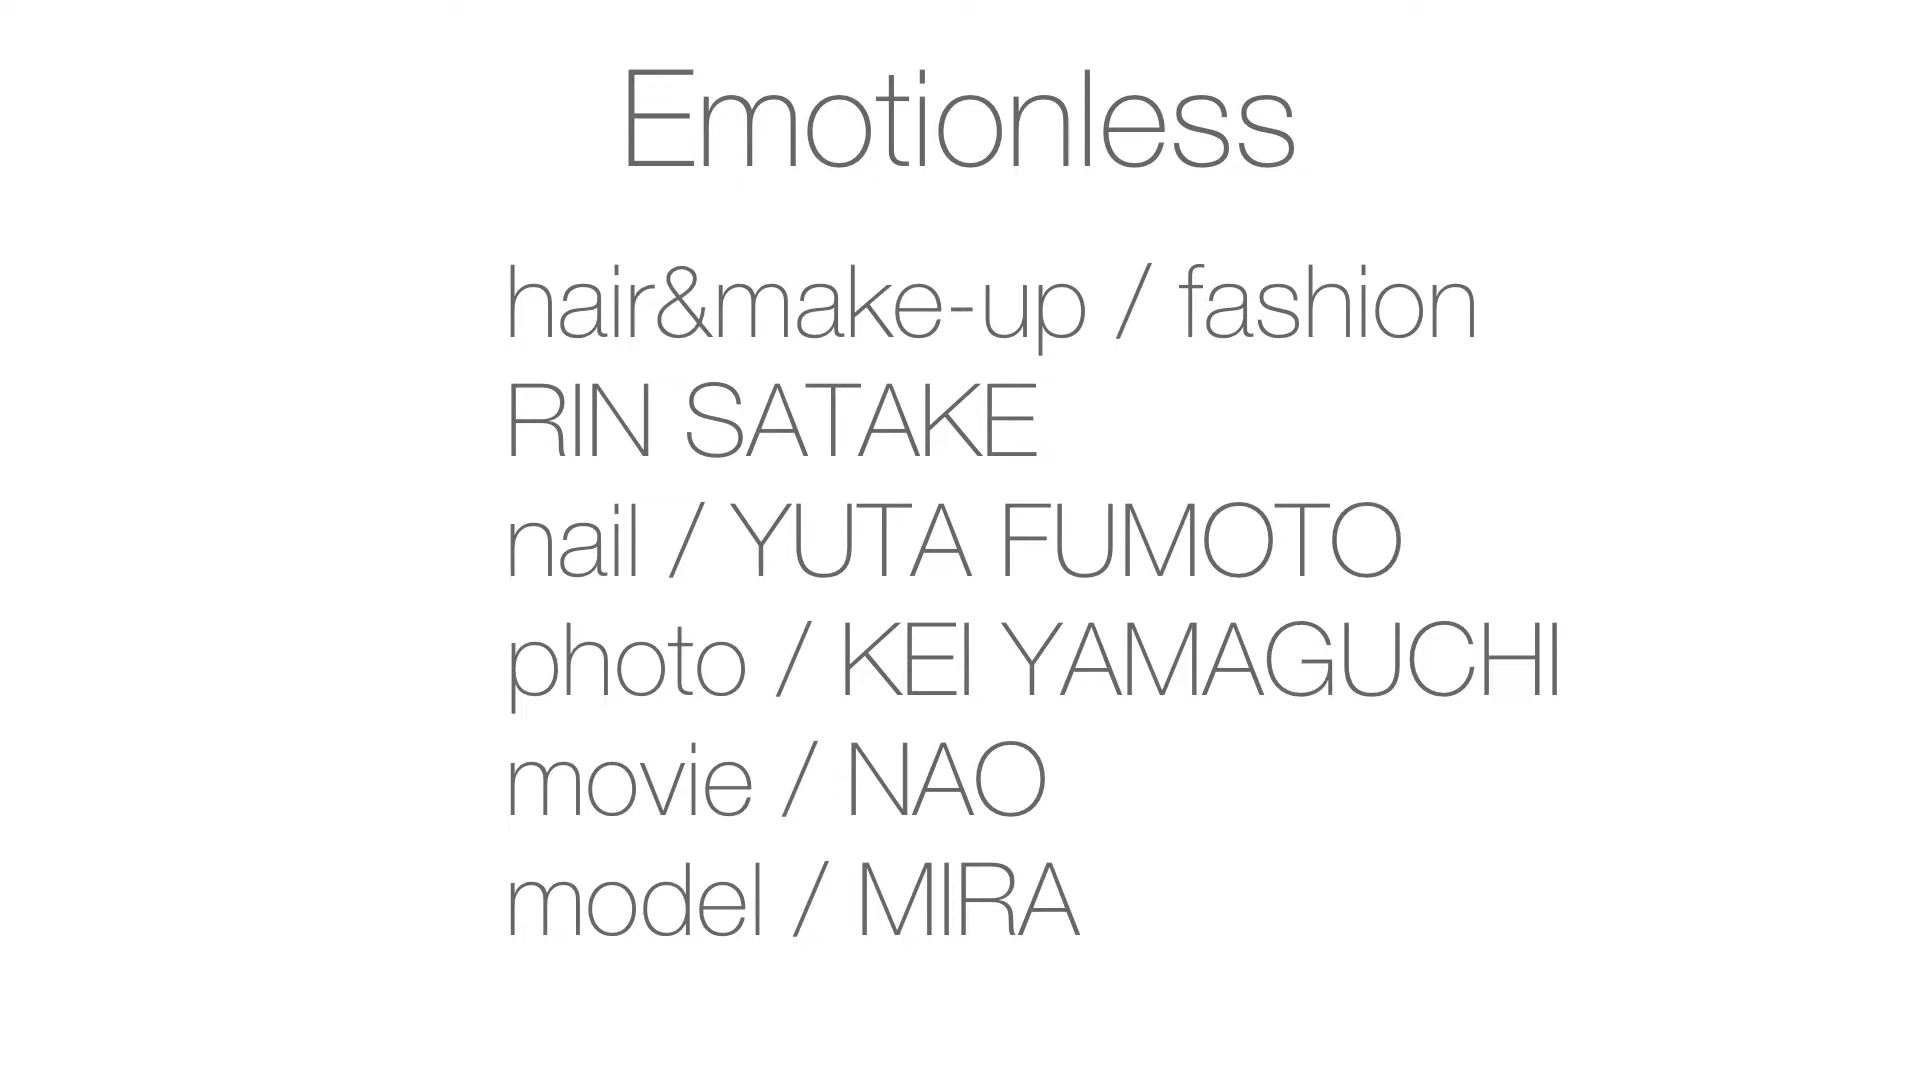 Emotionless
hair&make-up / fashion
RIN SATAKE
nail / YUTA FUMOTO
photo / KEI YAMAGUCHI
movie / NAO
model / MIRA